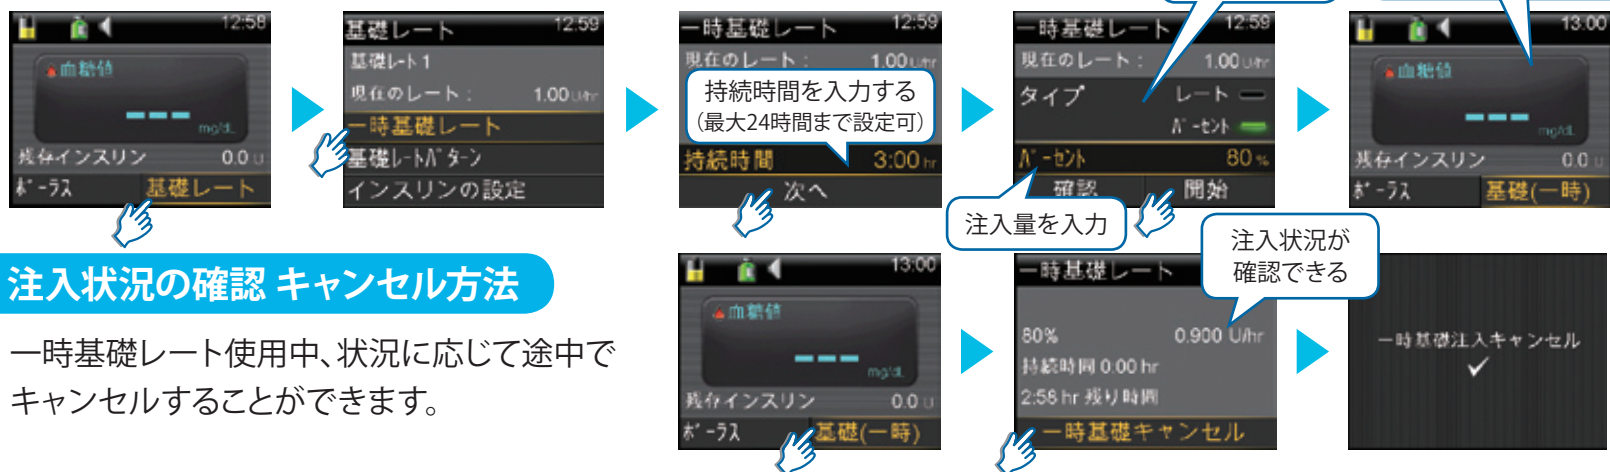 12:58
血糖値
mg/dL
残存インスリン 0.0 U
ボーラス 基礎レート
基礎レート 12:59
基礎レート 1
現在のレート： 1.00 U/hr
一時基礎レート
基礎レートパターン
インスリンの設定
一時基礎レート 12:59
現在のレート： 1.00 U/hr
持続時間を入力する
（最大24時間まで設定可）
持続時間 3:00 hr
次へ
一時基礎レート 12:59
現在のレート： 1.00 U/hr
タイプ レート
パーセント
パーセント 80 %
確認 開始
注入量を入力
13:00
血糖値
mg/dL
残存インスリン 0.0 U
ボーラス 基礎(一時)
注入状況の確認 キャンセル方法
一時基礎レート使用中、状況に応じて途中で
キャンセルすることができます。
13:00
血糖値
mg/dL
残存インスリン 0.0 U
ボーラス 基礎(一時)
一時基礎レート
注入状況が
確認できる
80% 0.900 U/hr
持続時間 0:00 hr
2:58 hr 残り時間
一時基礎キャンセル
一時基礎注入キャンセル